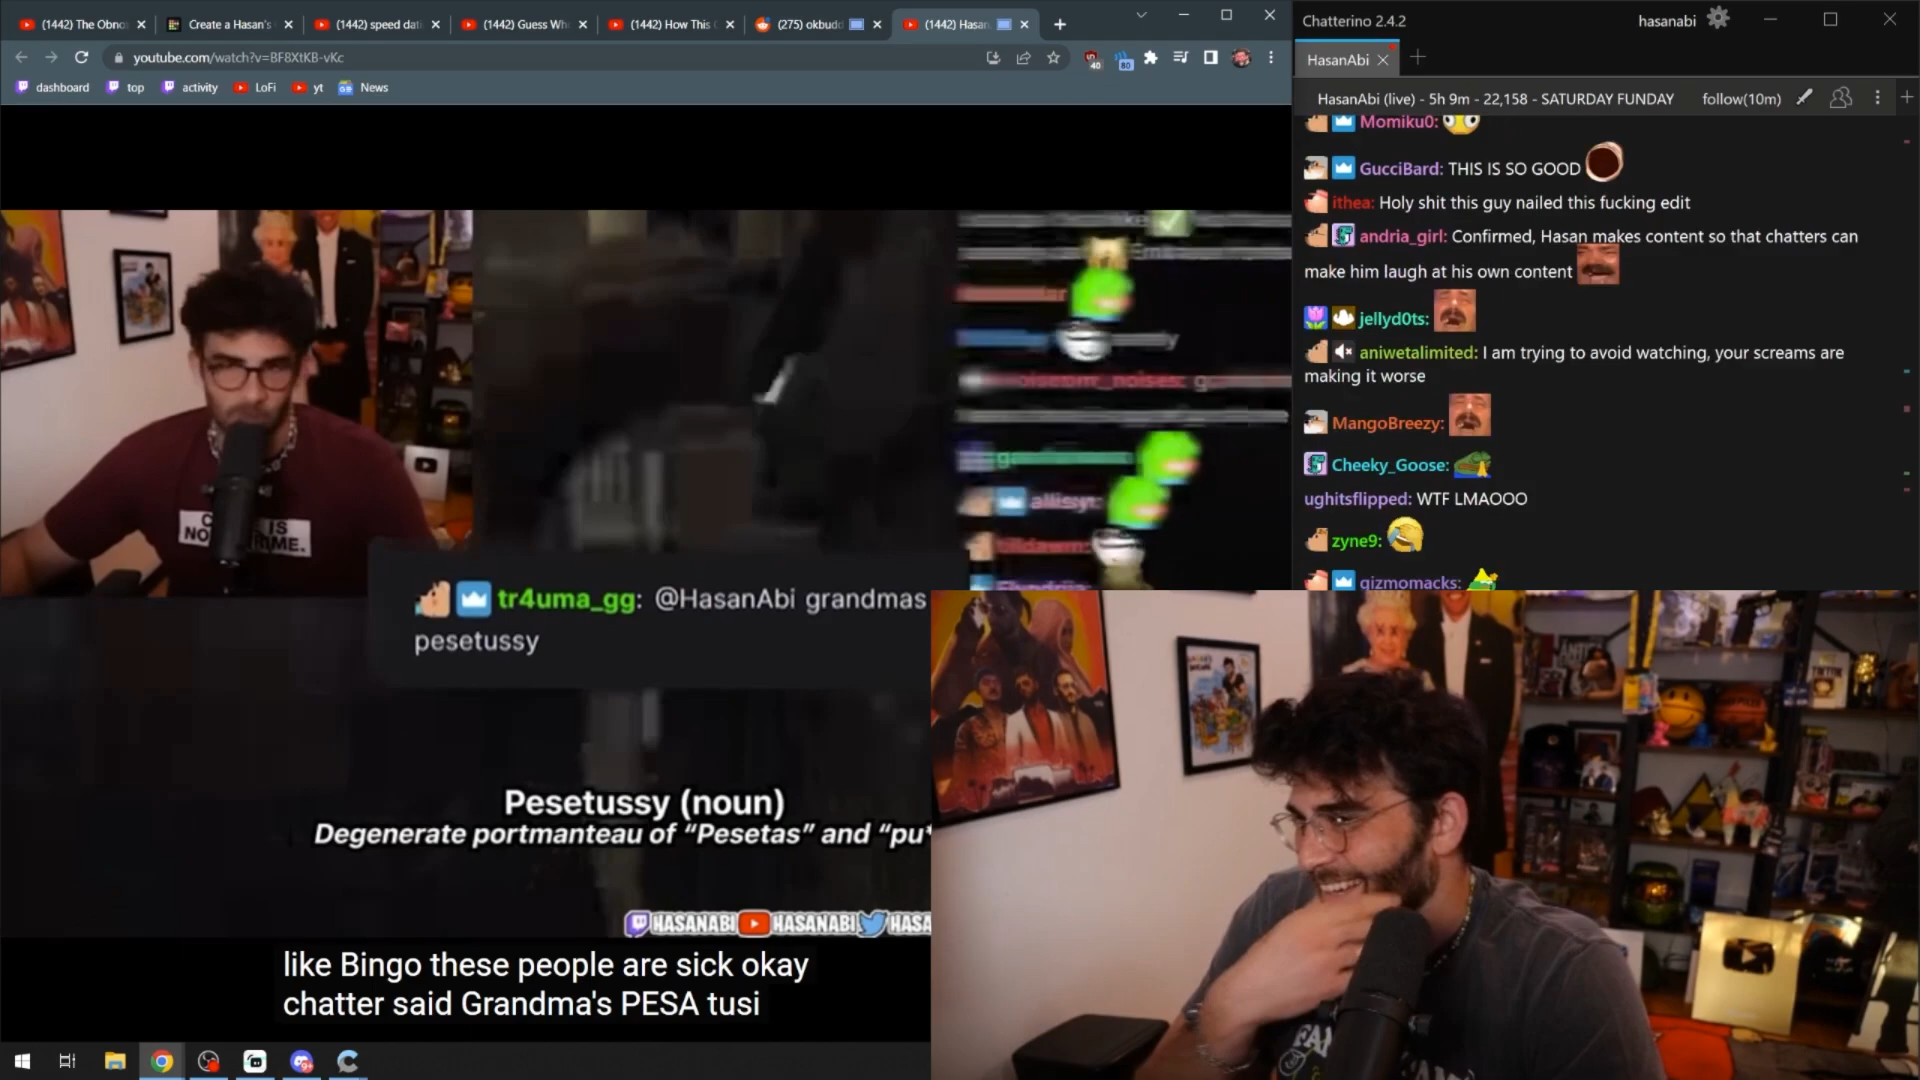 (1442) The Obno
Create a Hasan's
(1442) speed dati
(1442) Guess Wh
(1442) How This
(275) okbudd
(1442) Hasan
youtube.com/watch?v=BF8XtKB-vKc
40
80
dashboard
top
activity
LoFi
yt
News
Chatterino 2.4.2
hasanabi
HasanAbi
HasanAbi (live) - 5h 9m - 22,158 - SATURDAY FUNDAY
follow(10m)
Momiku0:
GucciBard: THIS IS SO GOOD
ithea: Holy shit this guy nailed this fucking edit
andria_girl: Confirmed, Hasan makes content so that chatters can
make him laugh at his own content
jellyd0ts:
aniwetalimited: I am trying to avoid watching, your screams are
making it worse
MangoBreezy:
Cheeky_Goose:
ughitsflipped: WTF LMAOOO
zyne9:
gizmomacks:
allissyr:
tr4uma_gg: @HasanAbi grandmas
pesetussy
Pesetussy (noun)
Degenerate portmanteau of "Pesetas" and "pu*
HASANABI HASANABI HASA
like Bingo these people are sick okay
chatter said Grandma's PESA tusi